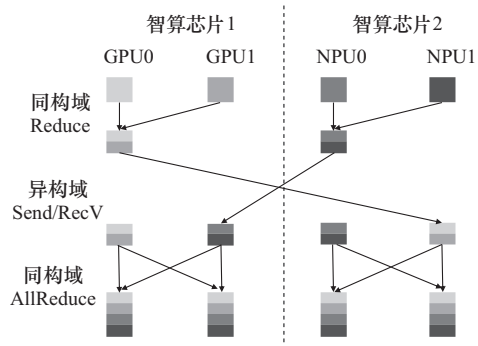 智算芯片1 智算芯片2
GPU0 GPU1 NPU0 NPU1
同构域
Reduce
异构域
Send/RecV
同构域
AllReduce